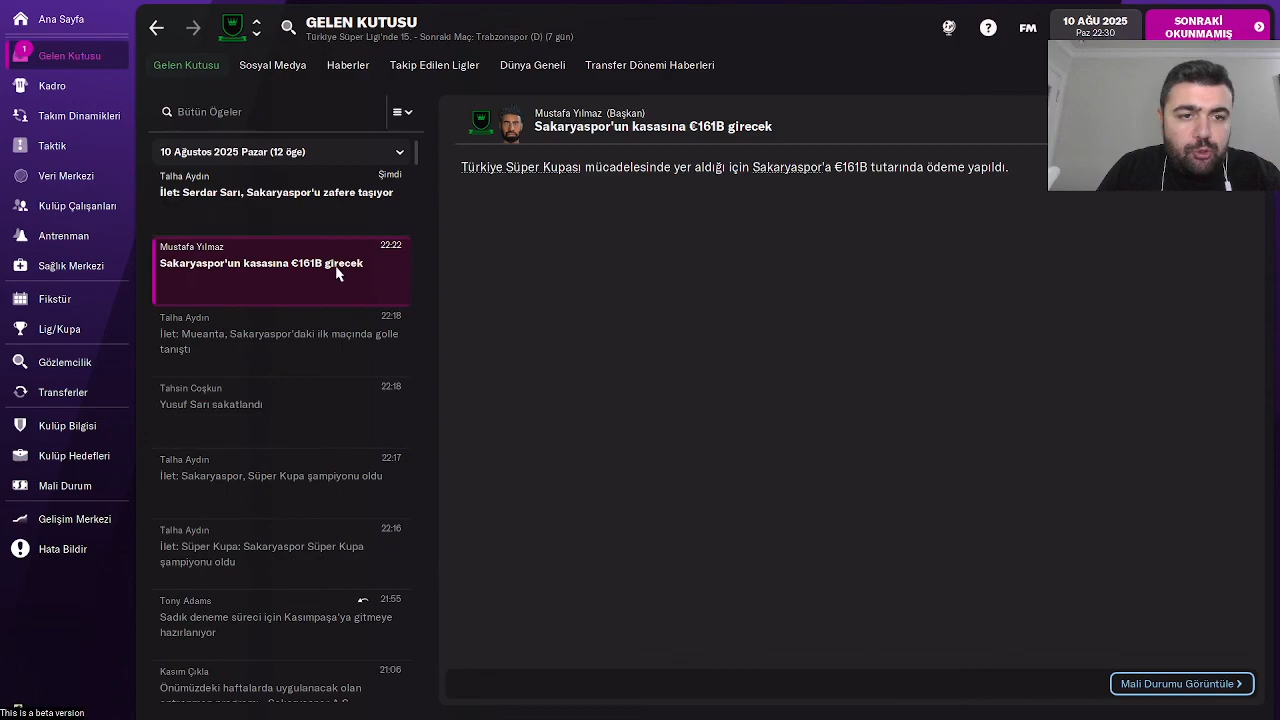 Ana Sayfa
1
Gelen Kutusu
Kadro
Takım Dinamikleri
Taktik
Veri Merkezi
Kulüp Çalışanları
Antrenman
Sağlık Merkezi
Fikstür
Lig/Kupa
Gözlemcilik
Transferler
Kulüp Bilgisi
Kulüp Hedefleri
Mali Durum
Gelişim Merkezi
Hata Bildir
This is a beta version
GELEN KUTUSU
Türkiye Süper Ligi'nde 15. - Sonraki Maç: Trabzonspor (D) (7 gün)
FM
10 AĞU 2025
Paz 22:30
SONRAKİ
OKUNMAMIŞ
Gelen Kutusu
Sosyal Medya
Haberler
Takip Edilen Ligler
Dünya Geneli
Transfer Dönemi Haberleri
Bütün Ögeler
10 Ağustos 2025 Pazar (12 öge)
Talha Aydın
Şimdi
İlet: Serdar Sarı, Sakaryaspor'u zafere taşıyor
Mustafa Yılmaz
22:22
Sakaryaspor'un kasasına €161B girecek
Talha Aydın
22:18
İlet: Mueanta, Sakaryaspor'daki ilk maçında golle
tanıştı
Tahsin Coşkun
22:18
Yusuf Sarı sakatlandı
Talha Aydın
22:17
İlet: Sakaryaspor, Süper Kupa şampiyonu oldu
Talha Aydın
22:16
İlet: Süper Kupa: Sakaryaspor Süper Kupa
şampiyonu oldu
Tony Adams
21:55
Sadık deneme süreci için Kasımpaşa'ya gitmeye
hazırlanıyor
Kasım Çıkla
21:06
Önümüzdeki haftalarda uygulanacak olan
antrenman programı - Sakaryaspor A.Ş.
Mustafa Yılmaz (Başkan)
Sakaryaspor'un kasasına €161B girecek
Türkiye Süper Kupası mücadelesinde yer aldığı için Sakaryaspor'a €161B tutarında ödeme yapıldı.
Mali Durumu Görüntüle